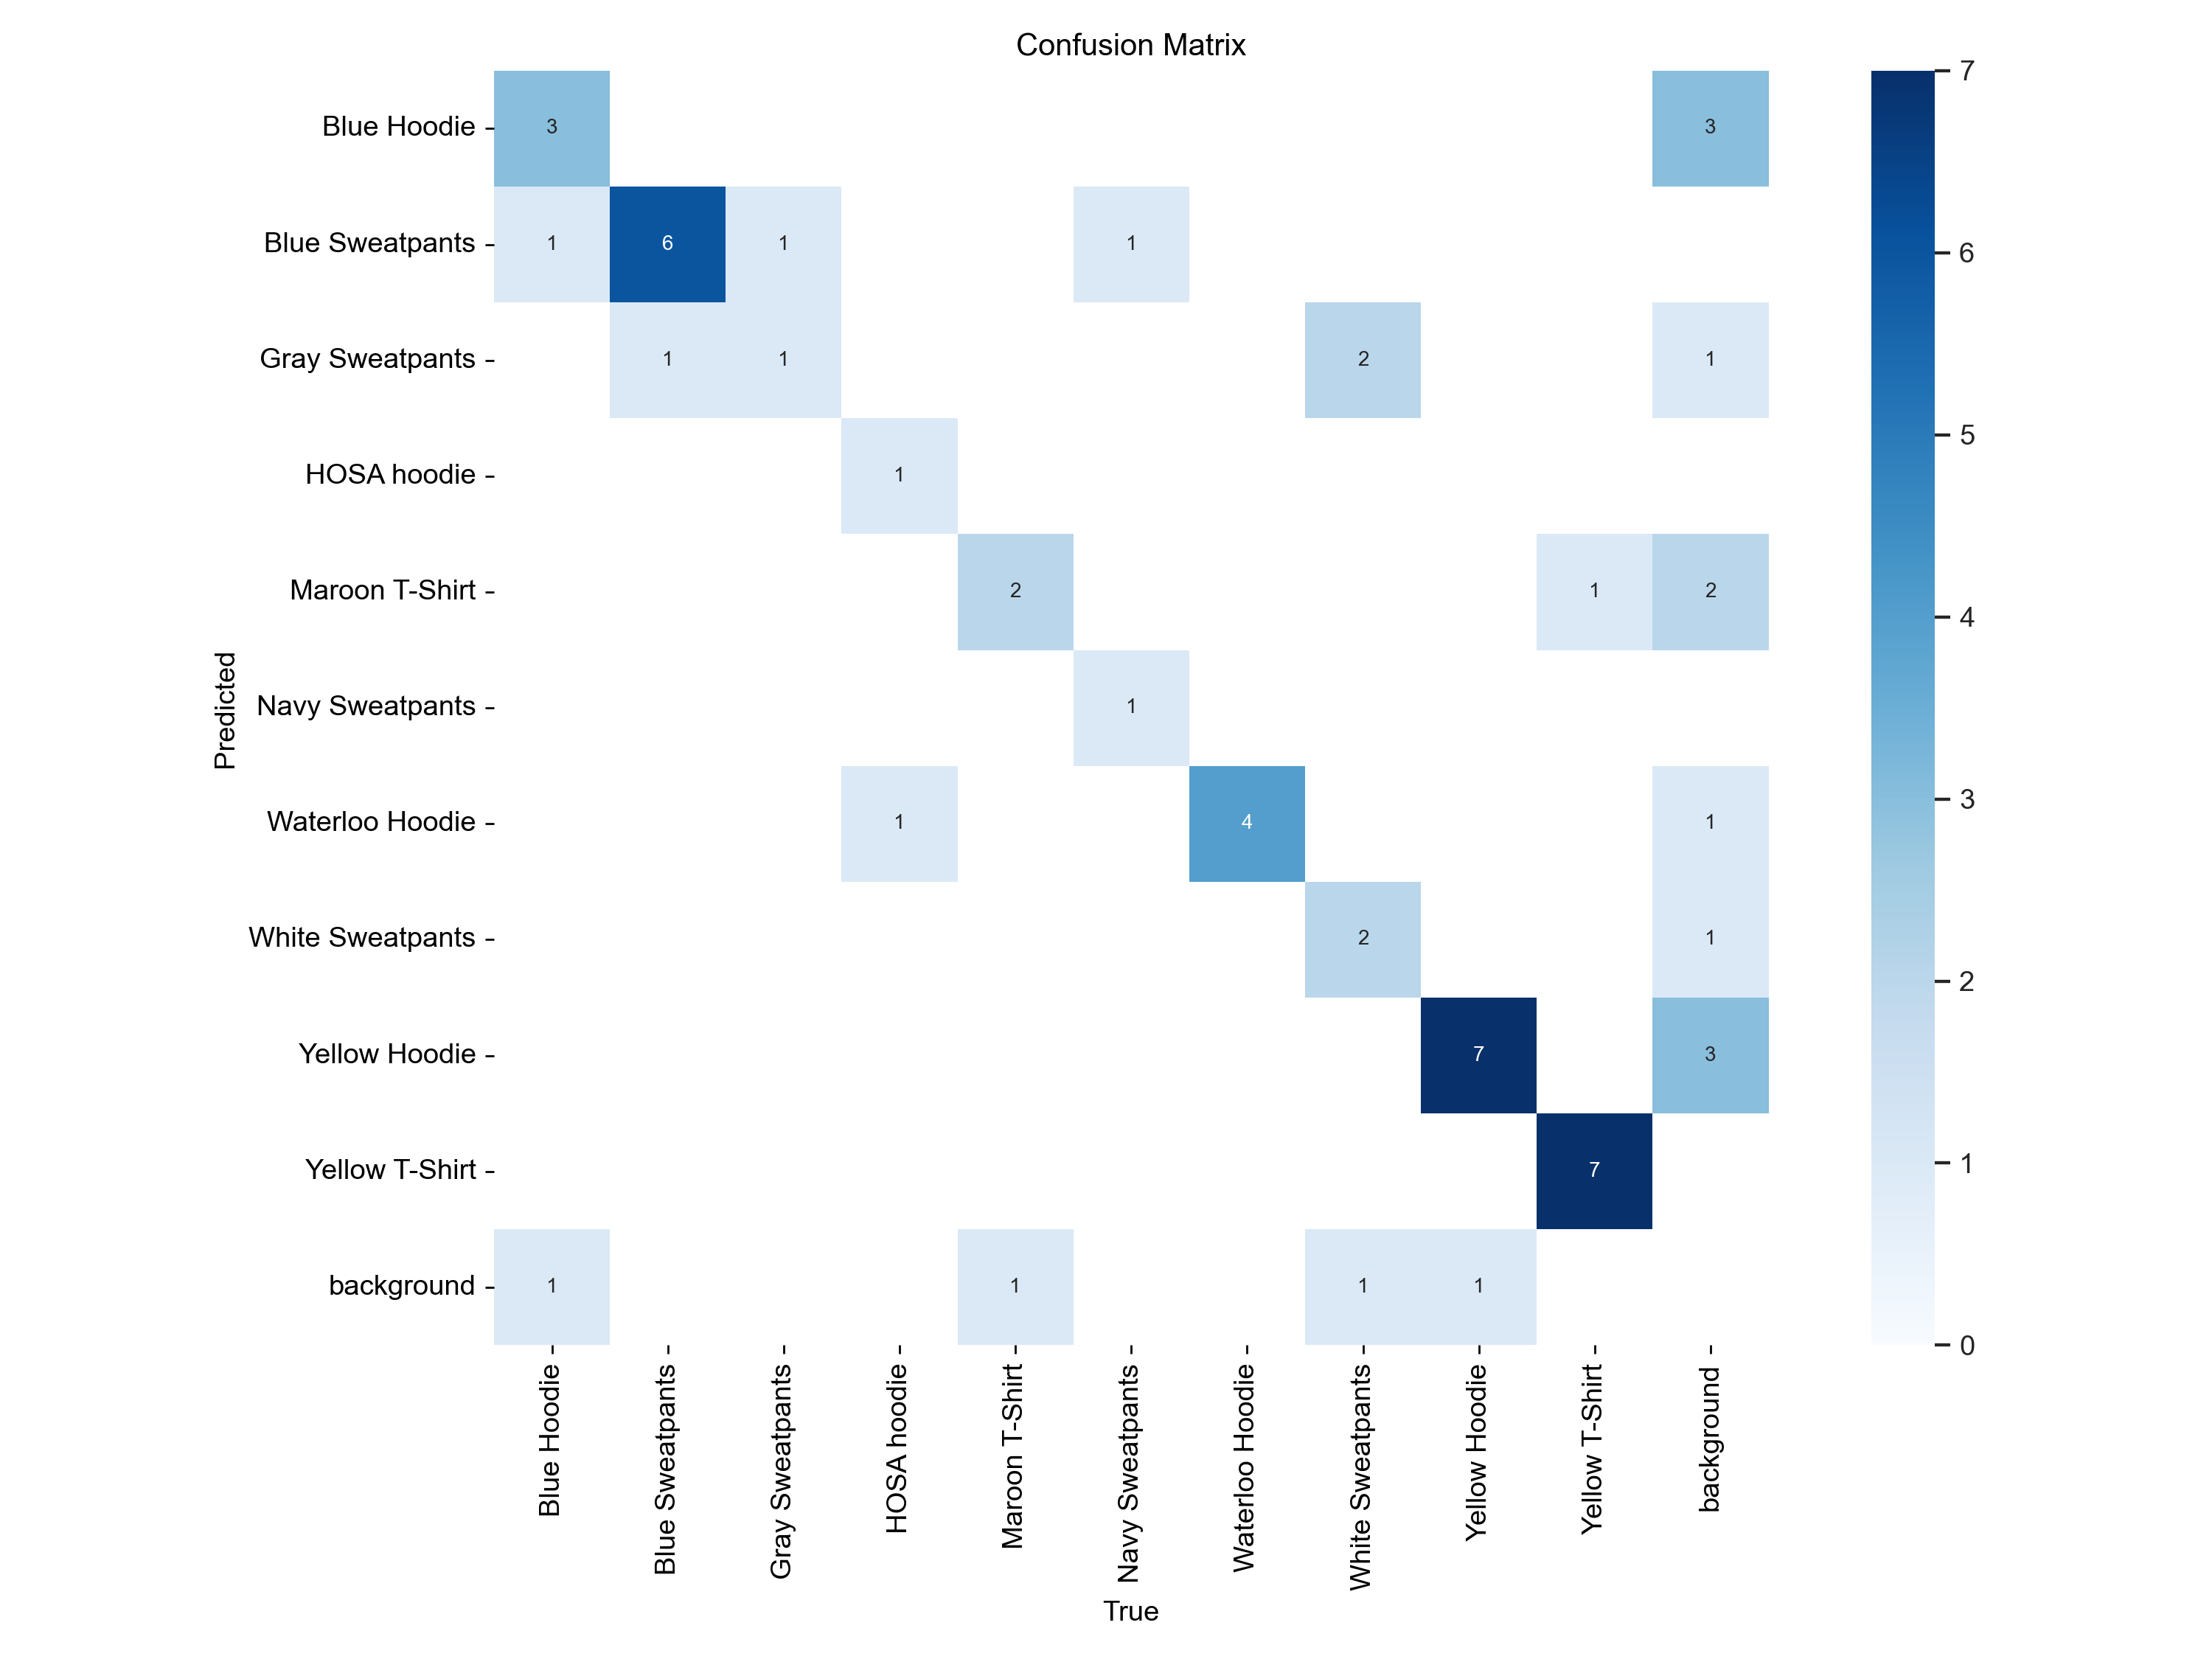 Confusion Matrix
Blue Hoodie 3 3
Blue Sweatpants 1 6 1 1
Gray Sweatpants 1 1 2 1
HOSA hoodie 1
Maroon T-Shirt 2 1 2
Navy Sweatpants 1
Waterloo Hoodie 1 4 1
White Sweatpants 2 1
Yellow Hoodie 7 3
Yellow T-Shirt 7
background 1 1 1 1
Predicted
Blue Hoodie
Blue Sweatpants
Gray Sweatpants
HOSA hoodie
Maroon T-Shirt
Navy Sweatpants
Waterloo Hoodie
White Sweatpants
Yellow Hoodie
Yellow T-Shirt
background
True
7
6
5
4
3
2
1
0